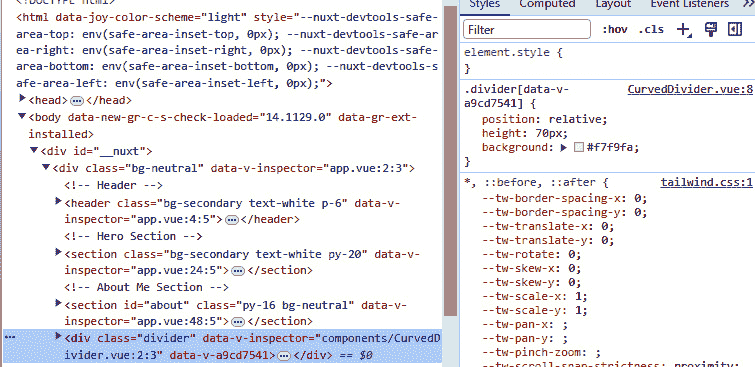 <!DOCTYPE html>
<html data-joy-color-scheme="light" style="--nuxt-devtools-safe-
area-top: env(safe-area-inset-top, 0px); --nuxt-devtools-safe-ar
ea-right: env(safe-area-inset-right, 0px); --nuxt-devtools-safe-
area-bottom: env(safe-area-inset-bottom, 0px); --nuxt-devtools-s
afe-area-left: env(safe-area-inset-left, 0px);">
<head> ⋯ </head>
<body data-new-gr-c-s-check-loaded="14.1129.0" data-gr-ext-
installed>
<div id="__nuxt">
<div class="bg-neutral" data-v-inspector="app.vue:2:3">
<!-- Header -->
<header class="bg-secondary text-white p-6" data-v-
inspector="app.vue:4:5"> ⋯ </header>
<!-- Hero Section -->
<section class="bg-secondary text-white py-20" data-v-
inspector="app.vue:24:5"> ⋯ </section>
<!-- About Me Section -->
<section id="about" class="py-16 bg-neutral" data-v-
inspector="app.vue:48:5"> ⋯ </section>
<div class="divider" data-v-inspector="components/CurvedD
ivider.vue:2:3" data-v-a9cd7541> ⋯ </div> == $0
Styles Computed Layout Event Listeners
Filter :hov .cls
element.style {
}
.divider[data-v- CurvedDivider.vue:8
a9cd7541] {
position: relative;
height: 70px;
background: #f7f9fa;
}
*, ::before, ::after { tailwind.css:1
--tw-border-spacing-x: 0;
--tw-border-spacing-y: 0;
--tw-translate-x: 0;
--tw-translate-y: 0;
--tw-rotate: 0;
--tw-skew-x: 0;
--tw-skew-y: 0;
--tw-scale-x: 1;
--tw-scale-y: 1;
--tw-pan-x: ;
--tw-pan-y: ;
--tw-pinch-zoom: ;
--tw-scroll-snap-strictness: proximity;